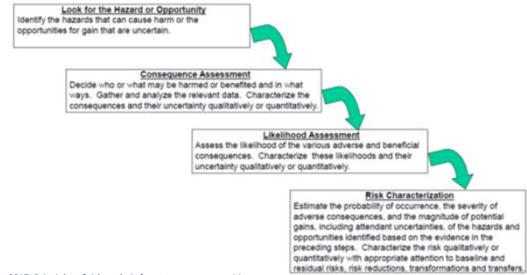 Look for the Hazard or Opportunity
Identify the hazards that can cause harm or the
opportunities for gain that are uncertain.
Consequence Assessment
Decide who or what may be harmed or benefited and in what
ways. Gather and analyze the relevant data. Characterize the
consequences and their uncertainty qualitatively or quantitatively.
Likelihood Assessment
Assess the likelihood of the various adverse and beneficial
consequences. Characterize these likelihoods and their
uncertainty qualitatively or quantitatively.
Risk Characterization
Estimate the probability of occurrence, the severity of
adverse consequences, and the magnitude of potential
gains, including attendant uncertainties, of the hazards and
opportunities identified based on the evidence in the
preceding steps. Characterize the risk qualitatively or
quantitatively with appropriate attention to baseline and
residual risks, risk reductions, transformations and transfers.